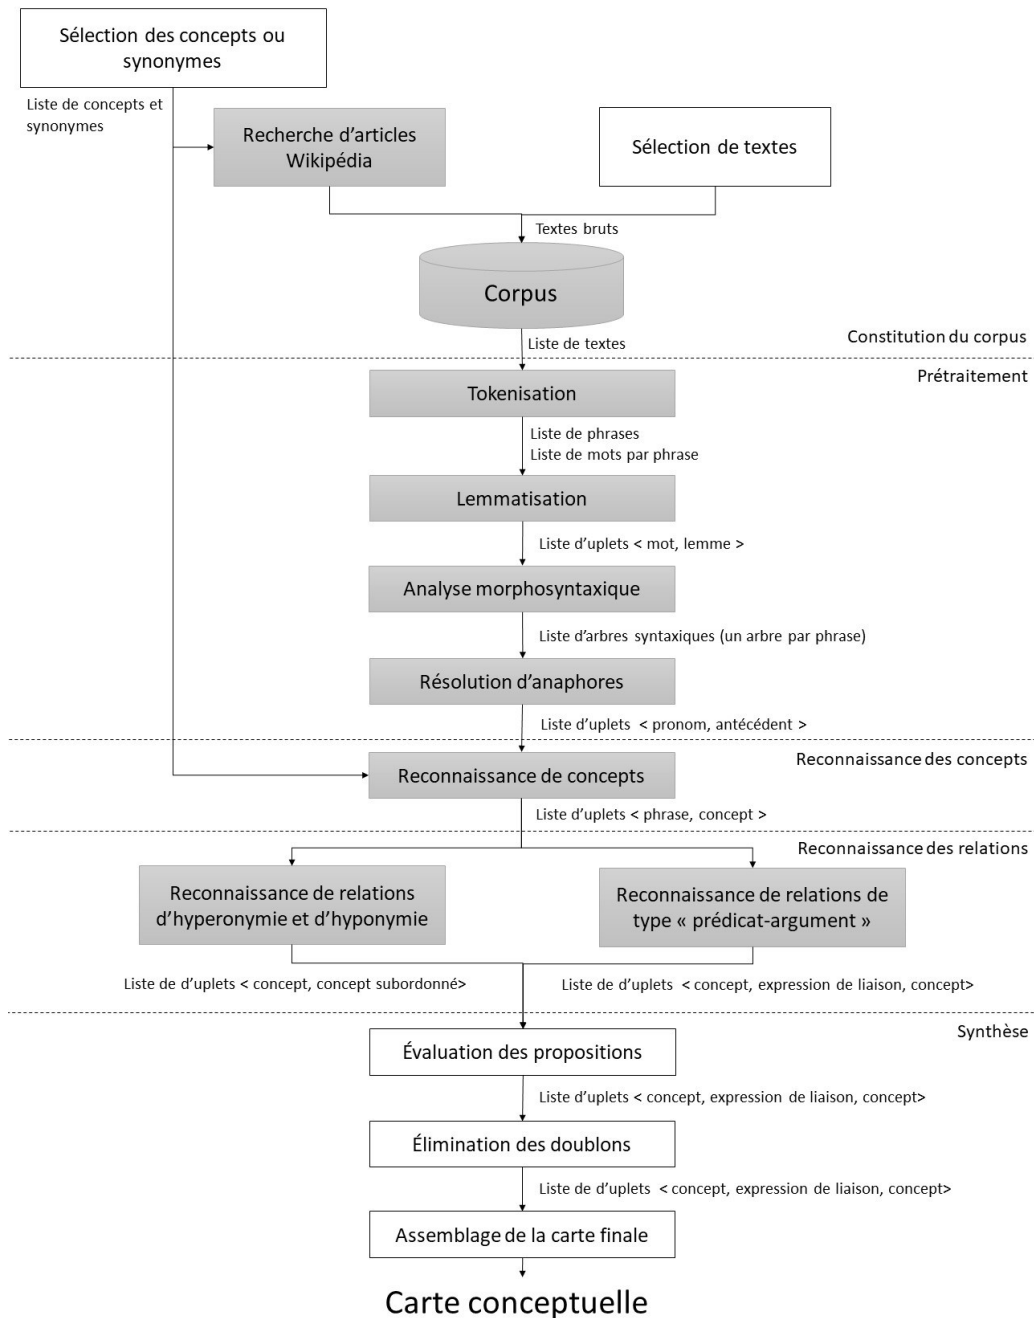 Sélection des concepts ou
synonymes
Liste de concepts et
synonymes
Recherche d'articles
Wikipédia
Sélection de textes
Textes bruts
Corpus
Liste de textes
Constitution du corpus
Prétraitement
Tokenisation
Liste de phrases
Liste de mots par phrase
Lemmatisation
Liste d'uplets < mot, lemme >
Analyse morphosyntaxique
Liste d'arbres syntaxiques (un arbre par phrase)
Résolution d'anaphores
Liste d'uplets < pronom, antécédent >
Reconnaissance des concepts
Reconnaissance de concepts
Liste d'uplets < phrase, concept >
Reconnaissance des relations
Reconnaissance de relations
d'hyperonymie et d'hyponymie
Reconnaissance de relations de
type « prédicat-argument »
Liste de d'uplets < concept, concept subordonné>
Liste de d'uplets < concept, expression de liaison, concept>
Synthèse
Évaluation des propositions
Liste d'uplets < concept, expression de liaison, concept>
Élimination des doublons
Liste de d'uplets < concept, expression de liaison, concept>
Assemblage de la carte finale
Carte conceptuelle